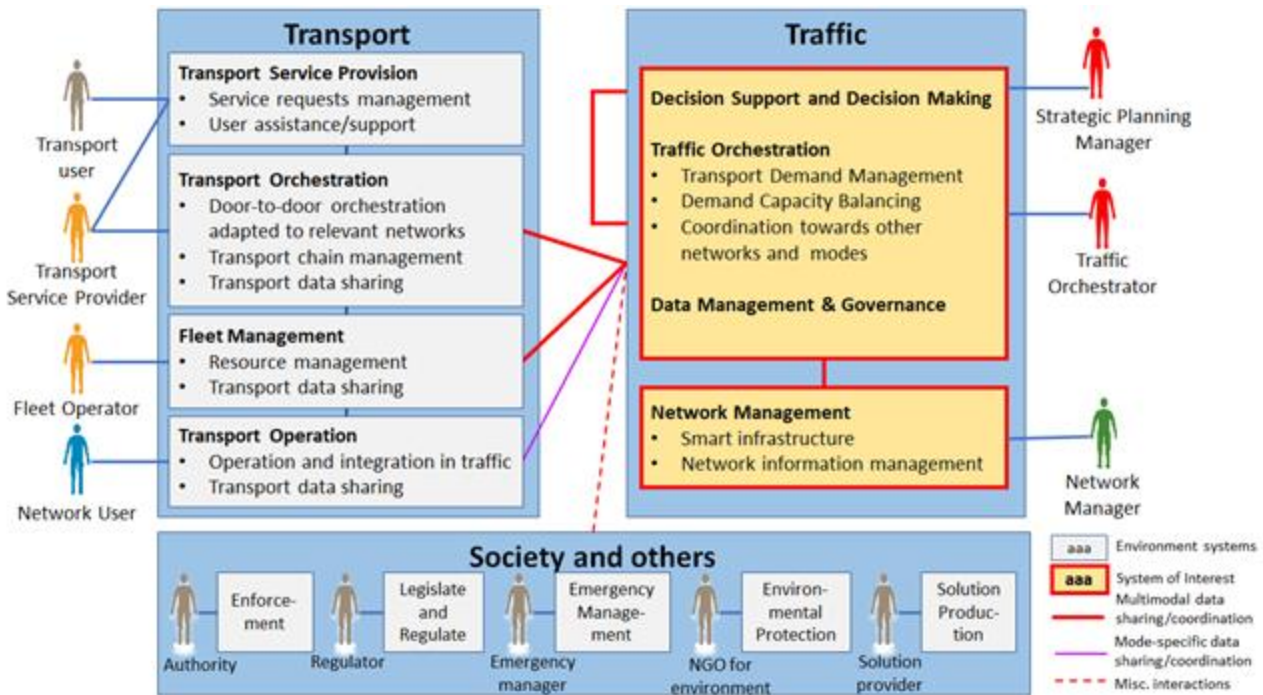 Transport
Transport Service Provision
• Service requests management
• User assistance/support
Transport Orchestration
• Door-to-door orchestration
adapted to relevant networks
• Transport chain management
• Transport data sharing
Fleet Management
• Resource management
• Transport data sharing
Transport Operation
• Operation and integration in traffic
• Transport data sharing
Transport
user
Transport
Service Provider
Fleet Operator
Network User
Traffic
Decision Support and Decision Making
Traffic Orchestration
• Transport Demand Management
• Demand Capacity Balancing
• Coordination towards other
networks and modes
Data Management & Governance
Network Management
• Smart infrastructure
• Network information management
Strategic Planning
Manager
Traffic
Orchestrator
Network
Manager
Society and others
Authority
Enforce-
ment
Regulator
Legislate
and
Regulate
Emergency
manager
Emergency
Manage-
ment
NGO for
environment
Environ-
mental
Protection
Solution
provider
Solution
Produc-
tion
aaa
Environment systems
aaa
System of Interest
Multimodal data
sharing/coordination
Mode-specific data
sharing/coordination
Misc. interactions